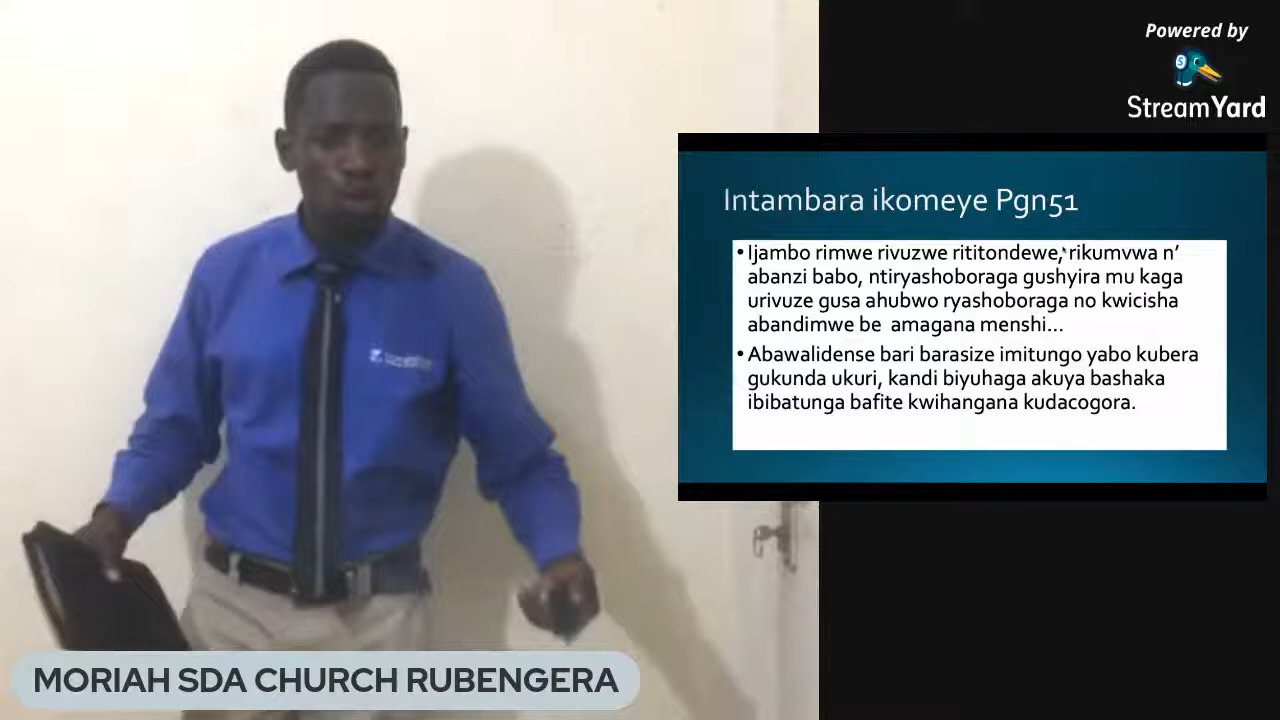 Powered by
StreamYard
Intambara ikomeye Pgn51
• Ijambo rimwe rivuzwe rititondewe, rikumvwa n’
abanzi babo, ntiryashoboraga gushyira mu kaga
urivuze gusa ahubwo ryashoboraga no kwicisha
abandimwe be amagana menshi...
• Abawalidense bari barasize imitungo yabo kubera
gukunda ukuri, kandi biyuhaga akuya bashaka
ibibatunga bafite kwihangana kudacogora.
MORIAH SDA CHURCH RUBENGERA